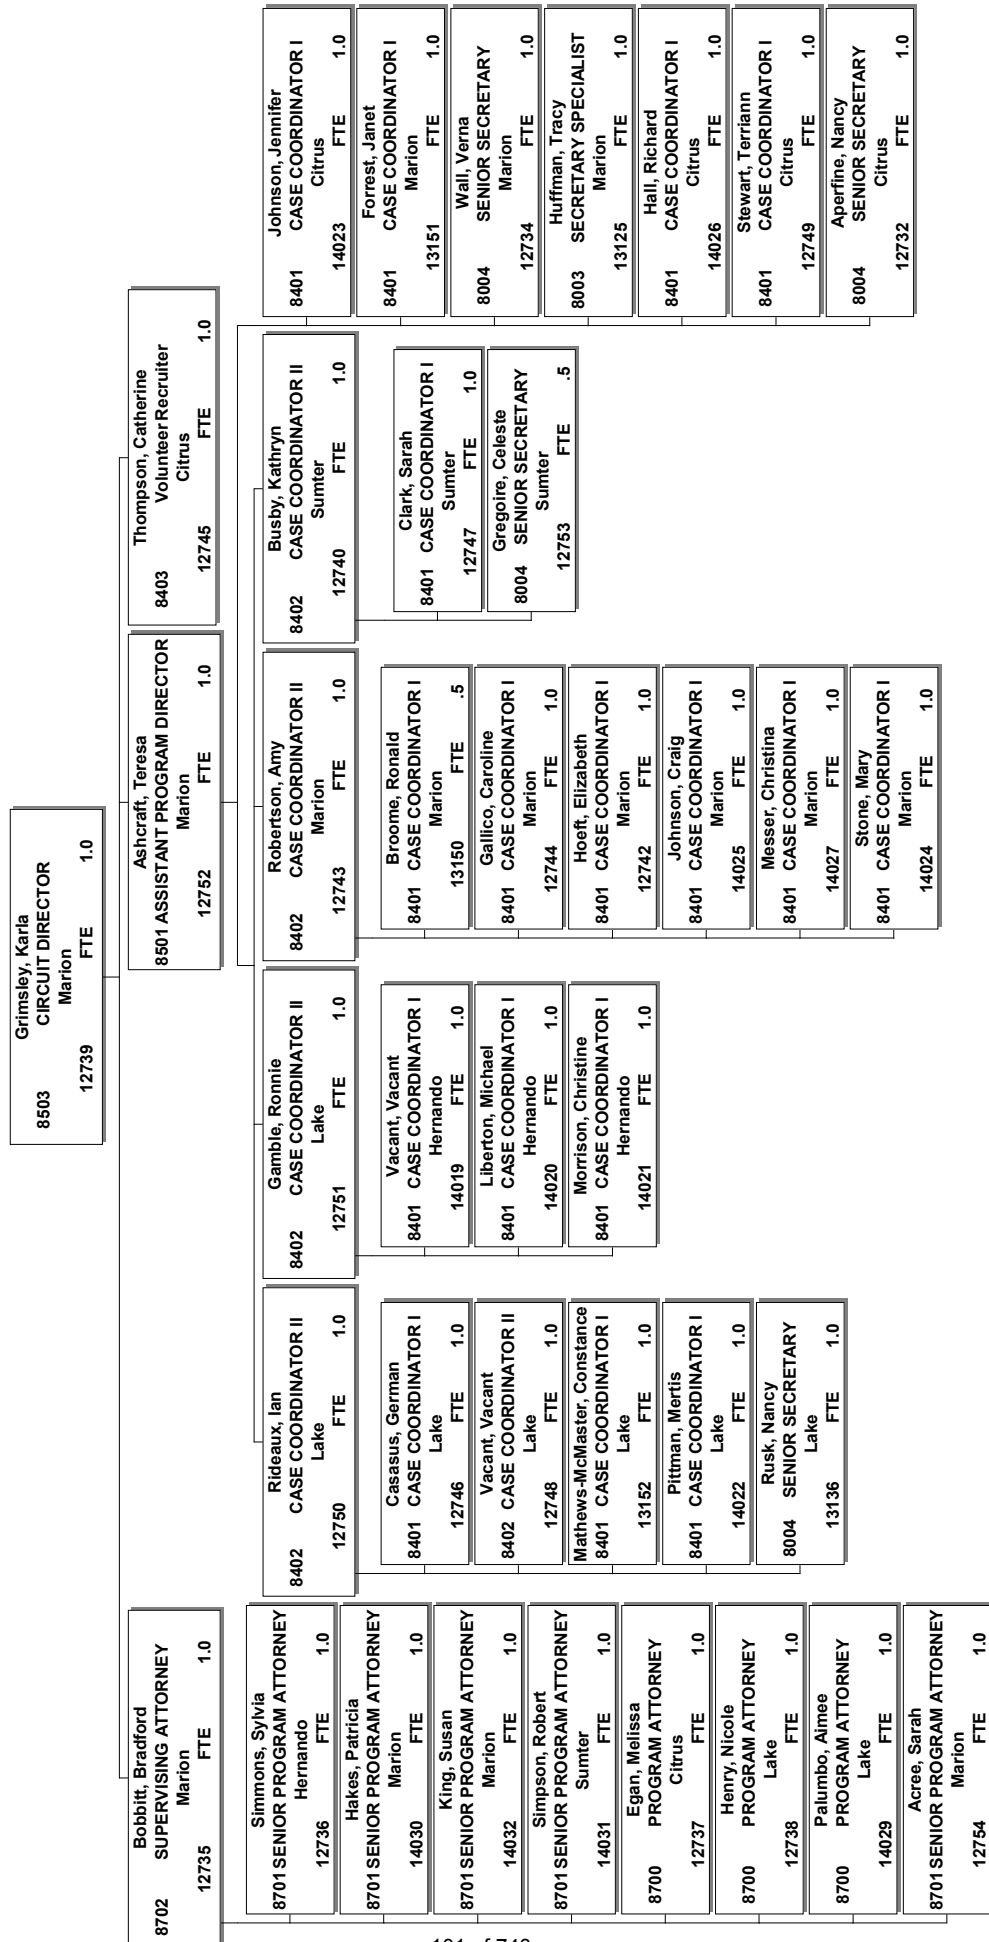 Grimsley, Karla
8503 CIRCUIT DIRECTOR
Marion
12739 FTE 1.0
Bobbitt, Bradford
8702 SUPERVISING ATTORNEY
Marion
12735 FTE 1.0
Ashcraft, Teresa
8501 ASSISTANT PROGRAM DIRECTOR
Marion
12752 FTE 1.0
Thompson, Catherine
8403 Volunteer Recruiter
Citrus
12745 FTE 1.0
Simmons, Sylvia
8701 SENIOR PROGRAM ATTORNEY
Hernando
12736 FTE 1.0
Hakes, Patricia
8701 SENIOR PROGRAM ATTORNEY
Marion
14030 FTE 1.0
King, Susan
8701 SENIOR PROGRAM ATTORNEY
Marion
14032 FTE 1.0
Simpson, Robert
8701 SENIOR PROGRAM ATTORNEY
Sumter
14031 FTE 1.0
Egan, Melissa
8700 PROGRAM ATTORNEY
Citrus
12737 FTE 1.0
Henry, Nicole
8700 PROGRAM ATTORNEY
Lake
12738 FTE 1.0
Palumbo, Aimee
8700 PROGRAM ATTORNEY
Lake
14029 FTE 1.0
Acree, Sarah
8701 SENIOR PROGRAM ATTORNEY
Marion
12754 FTE 1.0
Rideaux, Ian
8402 CASE COORDINATOR II
Lake
12750 FTE 1.0
Casasus, German
8401 CASE COORDINATOR I
Lake
12746 FTE 1.0
Vacant, Vacant
8402 CASE COORDINATOR II
Lake
12748 FTE 1.0
Mathews-McMaster, Constance
8401 CASE COORDINATOR I
Lake
13152 FTE 1.0
Pittman, Mertis
8401 CASE COORDINATOR I
Lake
14022 FTE 1.0
Rusk, Nancy
8004 SENIOR SECRETARY
Lake
13136 FTE 1.0
Gamble, Ronnie
8402 CASE COORDINATOR II
Lake
12751 FTE 1.0
Vacant, Vacant
8401 CASE COORDINATOR I
Hernando
14019 FTE 1.0
Liberton, Michael
8401 CASE COORDINATOR I
Hernando
14020 FTE 1.0
Morrison, Christine
8401 CASE COORDINATOR I
Hernando
14021 FTE 1.0
Robertson, Amy
8402 CASE COORDINATOR II
Marion
12743 FTE 1.0
Broome, Ronald
8401 CASE COORDINATOR I
Marion
13150 FTE .5
Gallico, Caroline
8401 CASE COORDINATOR I
Marion
12744 FTE 1.0
Hoeft, Elizabeth
8401 CASE COORDINATOR I
Marion
12742 FTE 1.0
Johnson, Craig
8401 CASE COORDINATOR I
Marion
14025 FTE 1.0
Messer, Christina
8401 CASE COORDINATOR I
Marion
14027 FTE 1.0
Stone, Mary
8401 CASE COORDINATOR I
Marion
14024 FTE 1.0
Busby, Kathryn
8402 CASE COORDINATOR II
Sumter
12740 FTE 1.0
Clark, Sarah
8401 CASE COORDINATOR I
Sumter
12747 FTE 1.0
Gregoire, Celeste
8004 SENIOR SECRETARY
Sumter
12753 FTE .5
Johnson, Jennifer
8401 CASE COORDINATOR I
Citrus
14023 FTE 1.0
Forrest, Janet
8401 CASE COORDINATOR I
Marion
13151 FTE 1.0
Wall, Verna
8004 SENIOR SECRETARY
Marion
12734 FTE 1.0
Huffman, Tracy
8003 SECRETARY SPECIALIST
Marion
13125 FTE 1.0
Hall, Richard
8401 CASE COORDINATOR I
Citrus
14026 FTE 1.0
Stewart, Terriann
8401 CASE COORDINATOR I
Citrus
12749 FTE 1.0
Aperfine, Nancy
8004 SENIOR SECRETARY
Citrus
12732 FTE 1.0